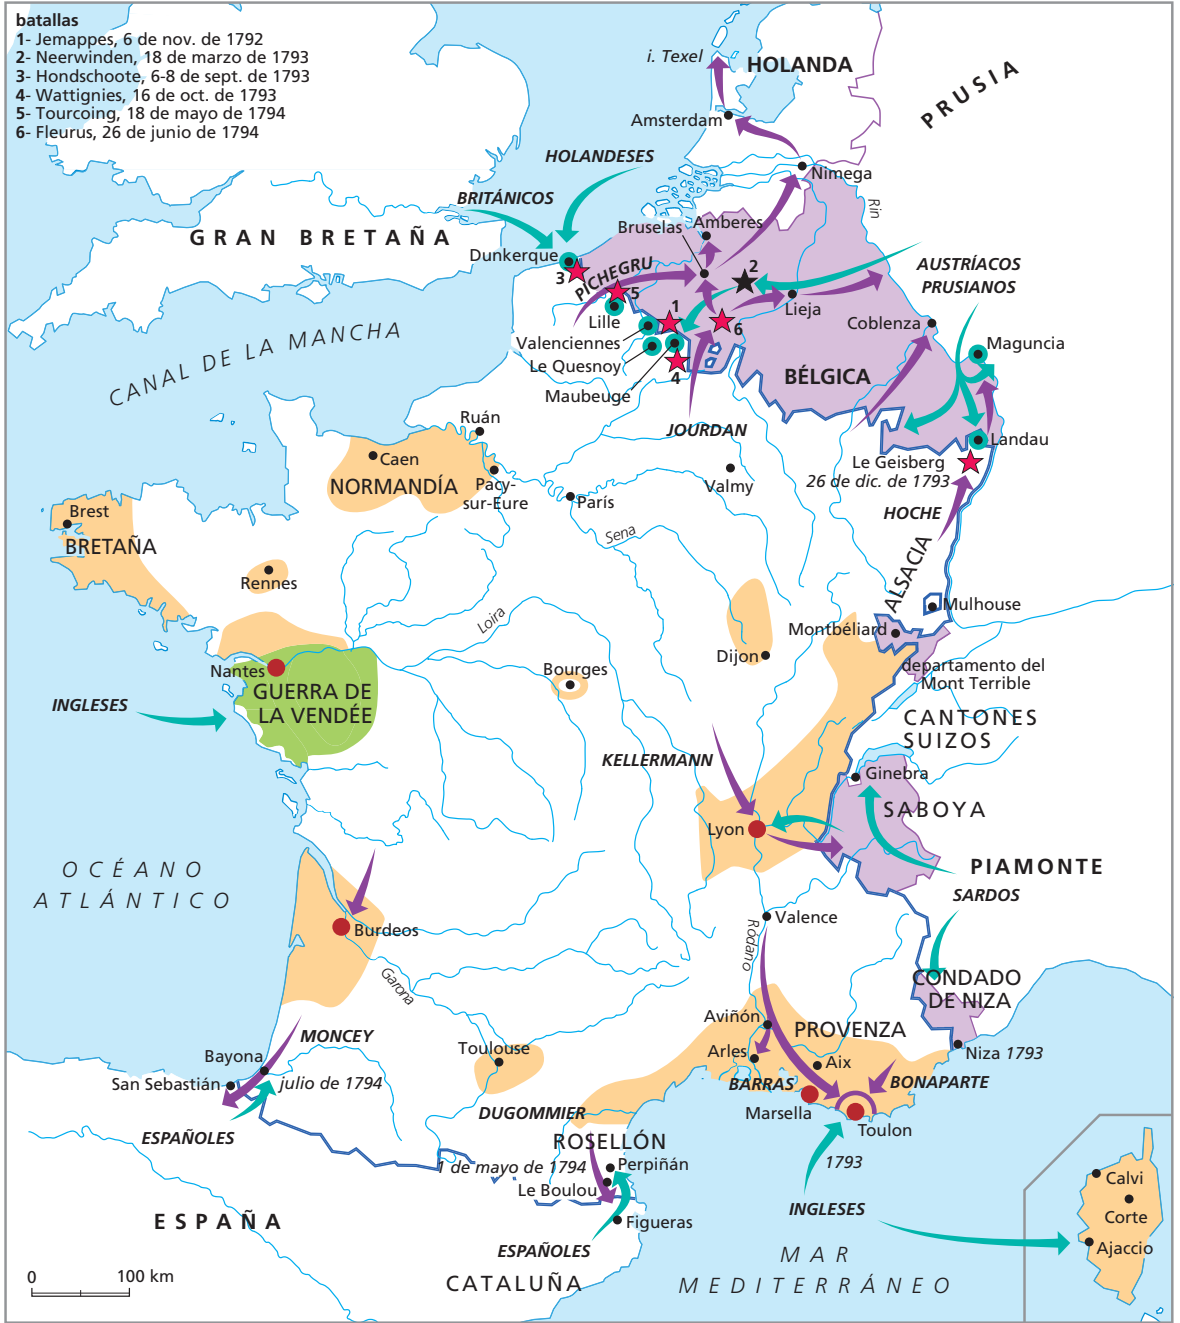 batallas
1- Jemappes, 6 de nov. de 1792
2- Neerwinden, 18 de marzo de 1793
3- Hondschoote, 6-8 de sept. de 1793
4- Wattignies, 16 de oct. de 1793
5- Tourcoing, 18 de mayo de 1794
6- Fleurus, 26 de junio de 1794
i. Texel
HOLANDA
PRUSIA
Amsterdam
HOLANDESES
Nimega
BRITÁNICOS
Rin
GRAN BRETAÑA
Bruselas
Amberes
Dunkerque
3
PICHEGRU
2
AUSTRÍACOS
PRUSIANOS
5
1
6
Lieja
Lille
Coblenza
Valenciennes
Maguncia
CANAL DE LA MANCHA
Le Quesnoy
4
BÉLGICA
Maubeuge
Ruán
JOURDAN
Landau
Caen
Le Geisberg
26 de dic. de 1793
NORMANDÍA
Pacy-
sur-Eure
Valmy
París
Brest
HOCHE
Sena
BRETAÑA
ALSACIA
Rennes
Mulhouse
Loira
Montbéliard
Dijon
Nantes
Bourges
departamento del
Mont Terrible
GUERRA DE
LA VENDÉE
INGLESES
CANTONES
SUIZOS
KELLERMANN
Ginebra
SABOYA
Lyon
OCÉANO
ATLÁNTICO
PIAMONTE
SARDOS
Valence
Burdeos
Ródano
Garona
CONDADO
DE NIZA
Aviñón
PROVENZA
MONCEY
Bayona
Toulouse
Arles
Aix
Niza 1793
San Sebastián
julio de 1794
BARRAS
BONAPARTE
Marsella
DUGOMMIER
Toulon
ESPAÑOLES
ROSELLÓN
1 de mayo de 1794
Perpiñán
1793
Le Boulou
Calvi
ESPAÑA
Figueras
INGLESES
Corte
ESPAÑOLES
Ajaccio
MAR
MEDITERRÁNEO
CATALUÑA
0
100 km